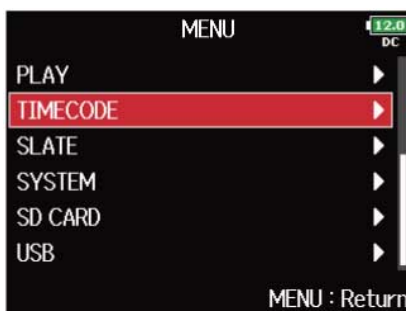 MENU
12.0
DC
PLAY
TIMECODE
SLATE
SYSTEM
SD CARD
USB
MENU : Return